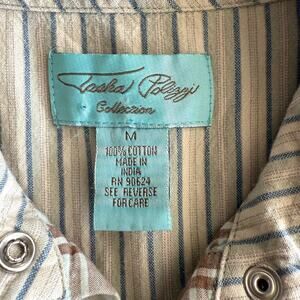 Tasha Polizzi
Collection
M
100% COTTON
MADE IN
INDIA
RN 90624
SEE REVERSE
FOR CARE